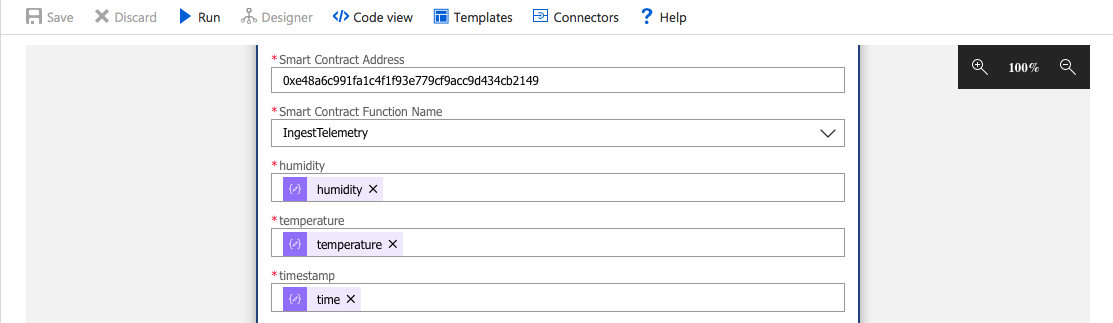 Save Discard Run Designer Code view Templates Connectors Help
* Smart Contract Address
0xe48a6c991fa1c4f1f93e779cf9acc9d434cb2149
100%
* Smart Contract Function Name
IngestTelemetry
* humidity
humidity
* temperature
temperature
* timestamp
time